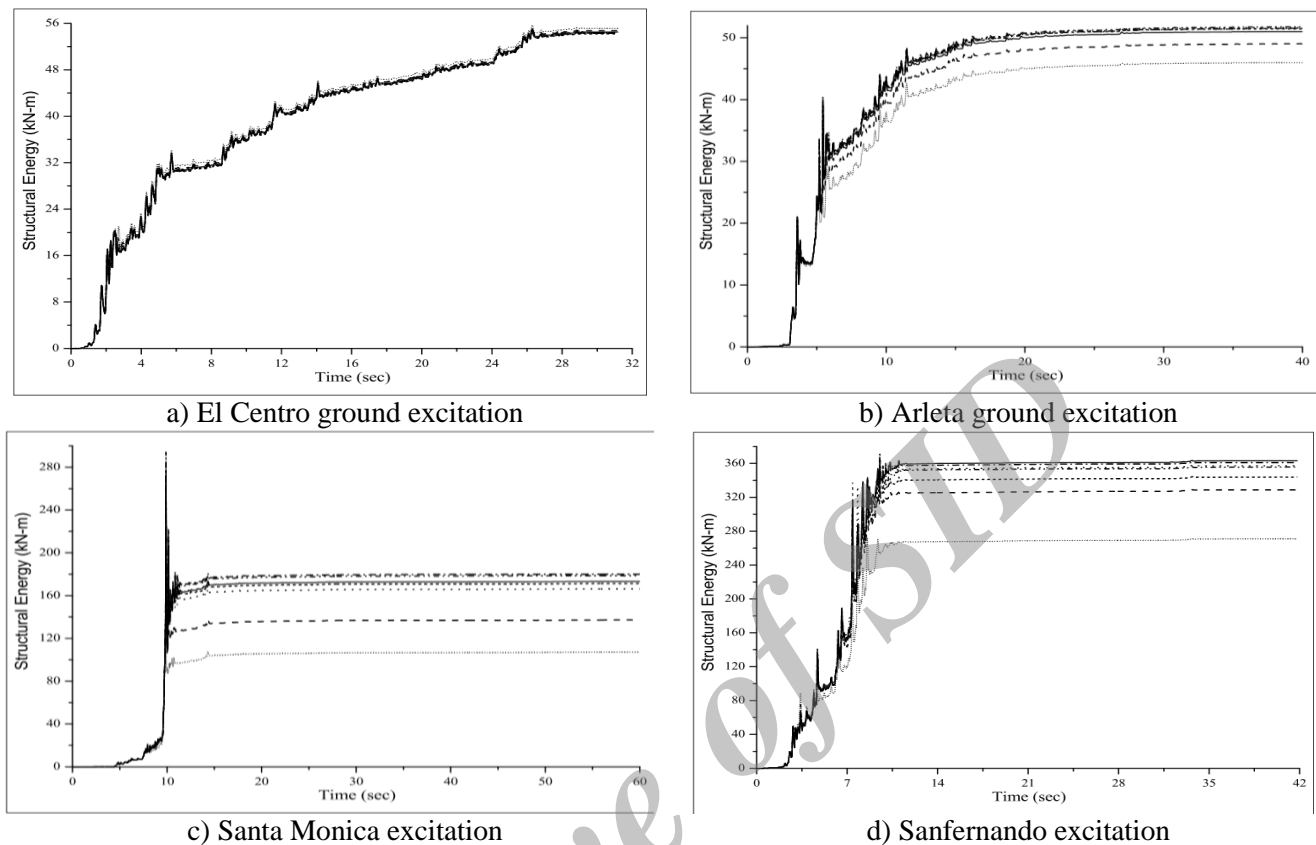 56
48
40
32
24
16
8
0
Structural Energy (kN-m)
0 4 8 12 16 20 24 28 32
Time (sec)
a) El Centro ground excitation
50
40
30
20
10
0
Structural Energy (kN-m)
0 10 20 30 40
Time (sec)
b) Arleta ground excitation
280
240
200
160
120
80
40
0
Structural Energy (kN-m)
0 10 20 30 40 50 60
Time (sec)
c) Santa Monica excitation
360
320
280
240
200
160
120
80
40
0
Structural Energy (kN-m)
0 7 14 21 28 35 42
Time (sec)
d) Sanfernando excitation
of SID